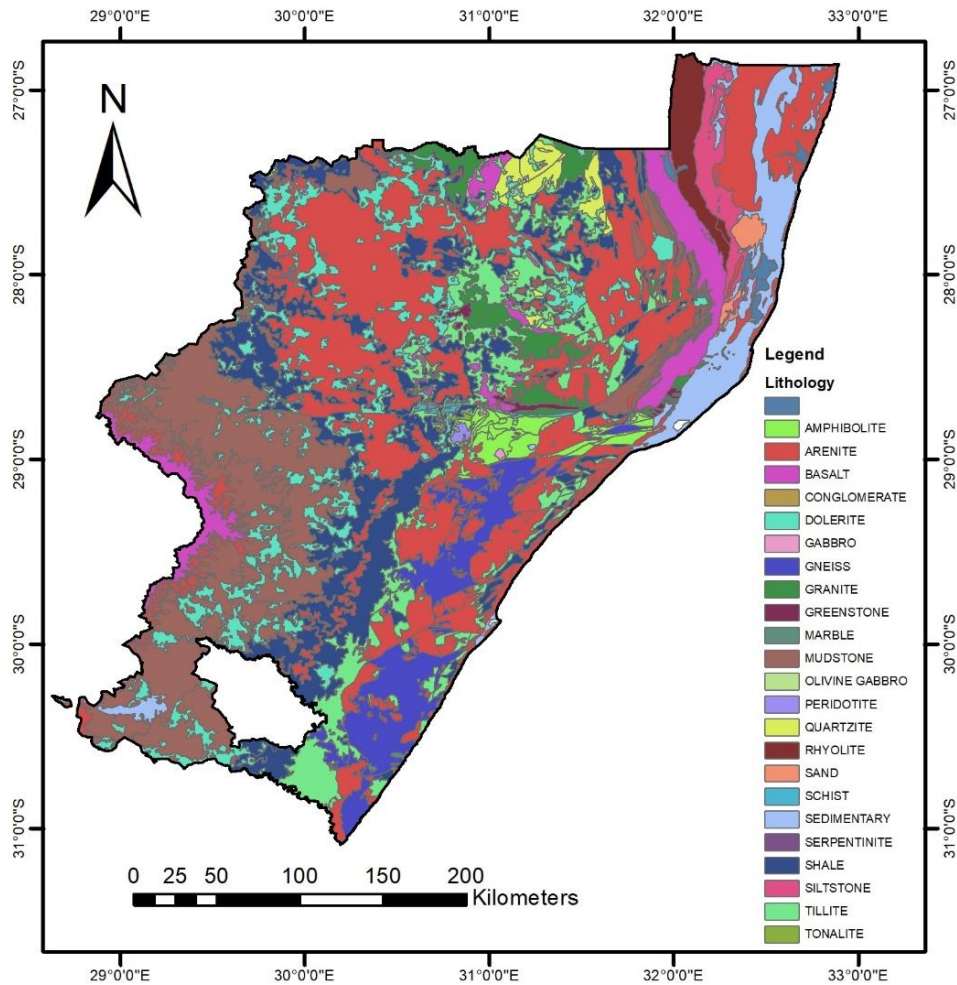 29°0'0"E 30°0'0"E 31°0'0"E 32°0'0"E 33°0'0"E
27°0'0"S
28°0'0"S
29°0'0"S
30°0'0"S
31°0'0"S
N
27°0'0"S
28°0'0"S
29°0'0"S
30°0'0"S
31°0'0"S
Legend
Lithology
AMPHIBOLITE
ARENITE
BASALT
CONGLOMERATE
DOLERITE
GABBRO
GNEISS
GRANITE
GREENSTONE
MARBLE
MUDSTONE
OLIVINE GABBRO
PERIDOTITE
QUARTZITE
RHYOLITE
SAND
SCHIST
SEDIMENTARY
SERPENTINITE
SHALE
SILTSTONE
TILLITE
TONALITE
0 25 50 100 150 200
Kilometers
29°0'0"E 30°0'0"E 31°0'0"E 32°0'0"E 33°0'0"E